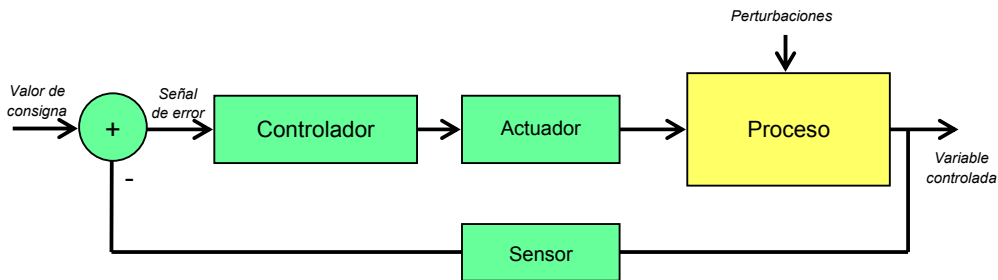 Perturbaciones
Valor de
consigna
Señal
de error
+
Controlador
Actuador
Proceso
-
Variable
controlada
Sensor